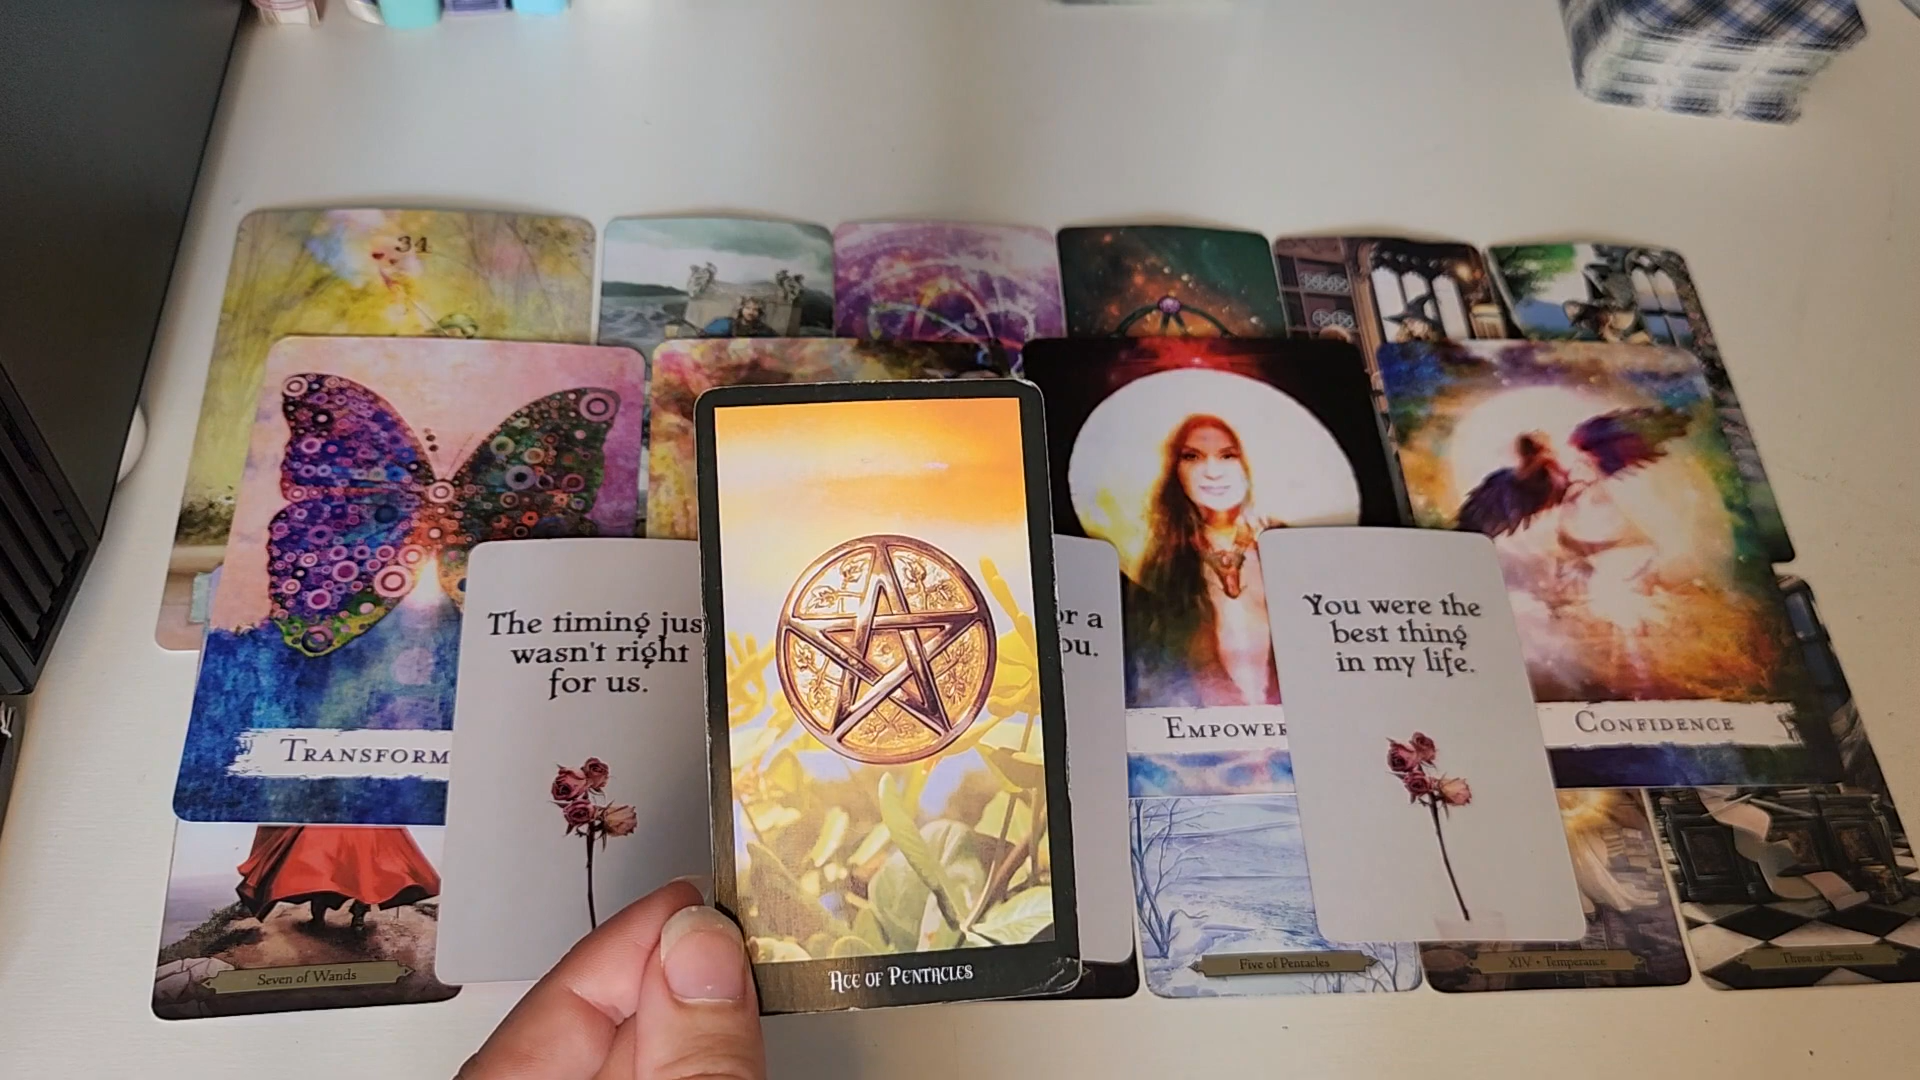 34
TRANSFORM
The timing jus
wasn't right
for us.
or a
ou.
EMPOWER
You were the
best thing
in my life.
CONFIDENCE
Seven of Wands
ACE OF PENTACLES
Five of Pentacles
XIV • Temperance
Three of Swords